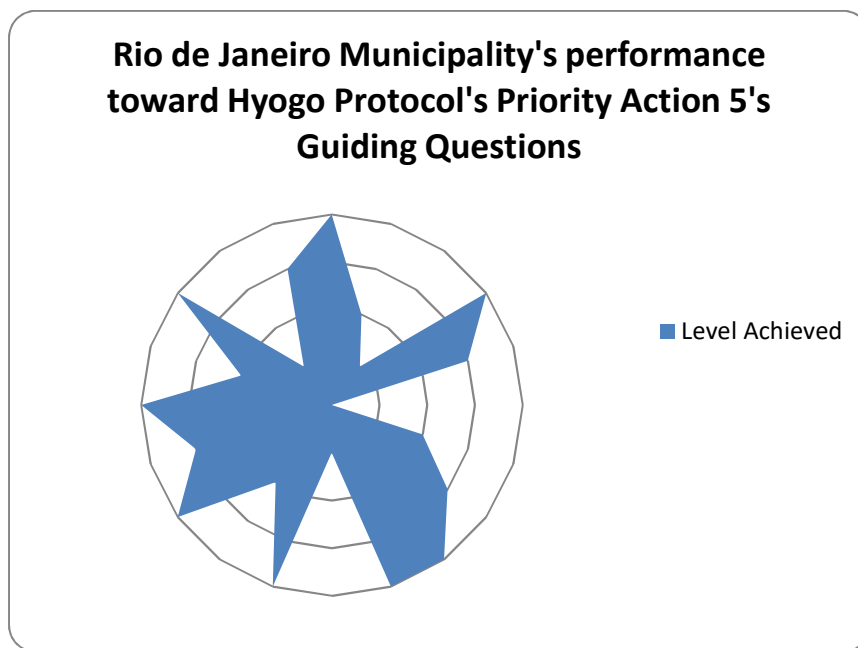 Rio de Janeiro Municipality's performance
toward Hyogo Protocol's Priority Action 5's
Guiding Questions
Level Achieved